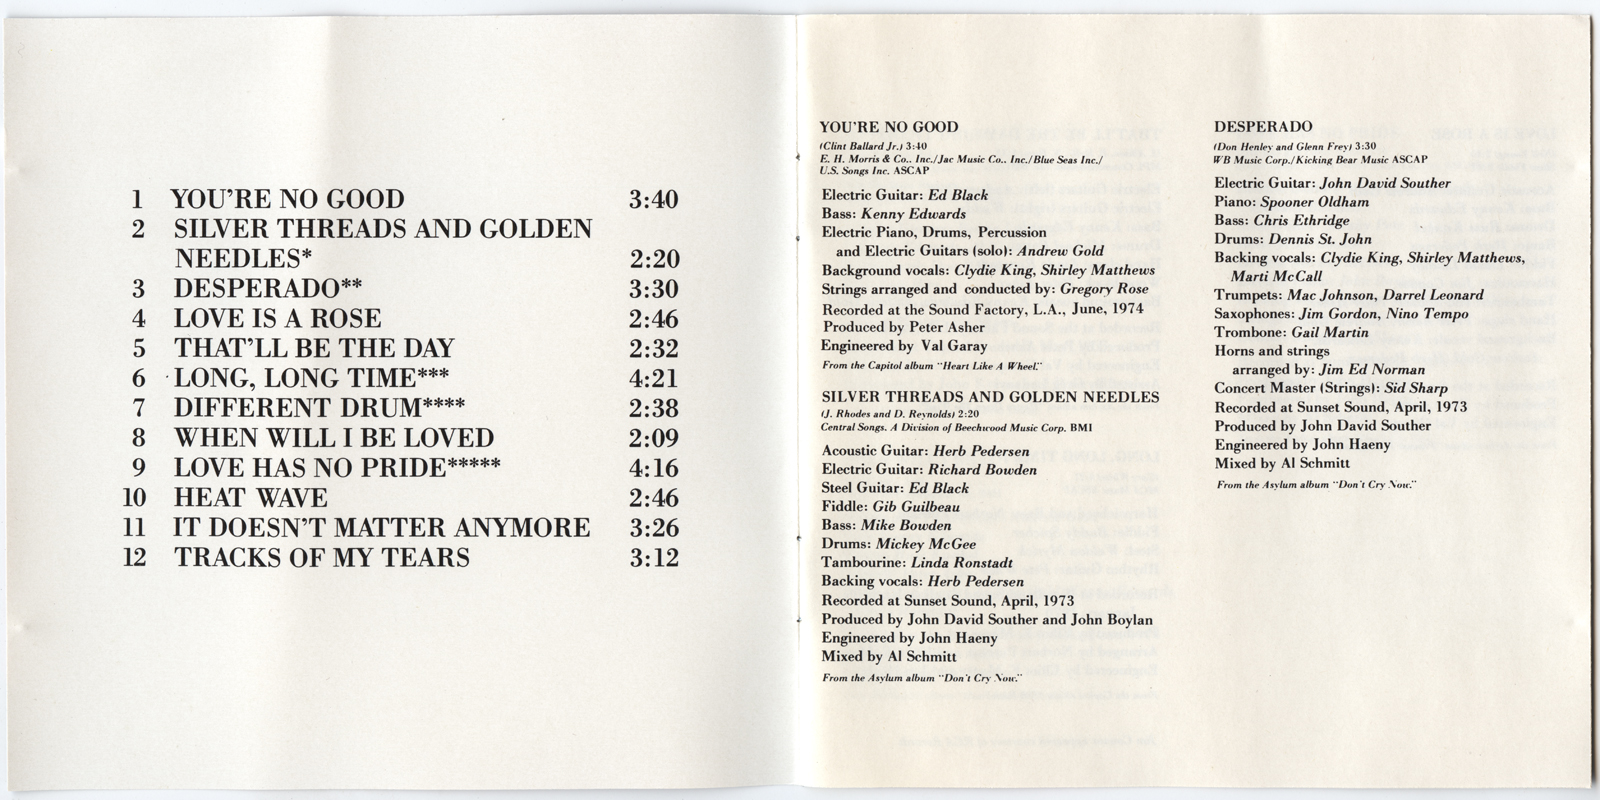 1 YOU'RE NO GOOD 3:40
2 SILVER THREADS AND GOLDEN
NEEDLES* 2:20
3 DESPERADO** 3:30
4 LOVE IS A ROSE 2:46
5 THAT'LL BE THE DAY 2:32
6 LONG, LONG TIME*** 4:21
7 DIFFERENT DRUM**** 2:38
8 WHEN WILL I BE LOVED 2:09
9 LOVE HAS NO PRIDE***** 4:16
10 HEAT WAVE 2:46
11 IT DOESN'T MATTER ANYMORE 3:26
12 TRACKS OF MY TEARS 3:12
YOU'RE NO GOOD
(Clint Ballard Jr.) 3:40
E. H. Morris & Co.. Inc./Jac Music Co.. Inc./Blue Seas Inc./
U.S. Songs Inc. ASCAP
Electric Guitar: Ed Black
Bass: Kenny Edwards
Electric Piano, Drums, Percussion
and Electric Guitars (solo): Andrew Gold
Background vocals: Clydie King, Shirley Matthews
Strings arranged and conducted by: Gregory Rose
Recorded at the Sound Factory, L.A., June, 1974
Produced by Peter Asher
Engineered by Val Garay
From the Capitol album "Heart Like A Wheel."
SILVER THREADS AND GOLDEN NEEDLES
(J. Rhodes and D. Reynolds) 2:20
Central Songs. A Division of Beechwood Music Corp. BMI
Acoustic Guitar: Herb Pedersen
Electric Guitar: Richard Bowden
Steel Guitar: Ed Black
Fiddle: Gib Guilbeau
Bass: Mike Bowden
Drums: Mickey McGee
Tambourine: Linda Ronstadt
Backing vocals: Herb Pedersen
Recorded at Sunset Sound, April, 1973
Produced by John David Souther and John Boylan
Engineered by John Haeny
Mixed by Al Schmitt
From the Asylum album "Don't Cry Now."
DESPERADO
(Don Henley and Glenn Frey) 3:30
WB Music Corp./Kicking Bear Music ASCAP
Electric Guitar: John David Souther
Piano: Spooner Oldham
Bass: Chris Ethridge
Drums: Dennis St. John
Backing vocals: Clydie King, Shirley Matthews,
Marti McCall
Trumpets: Mac Johnson, Darrel Leonard
Saxophones: Jim Gordon, Nino Tempo
Trombone: Gail Martin
Horns and strings
arranged by: Jim Ed Norman
Concert Master (Strings): Sid Sharp
Recorded at Sunset Sound, April, 1973
Produced by John David Souther
Engineered by John Haeny
Mixed by Al Schmitt
From the Asylum album "Don't Cry Now."